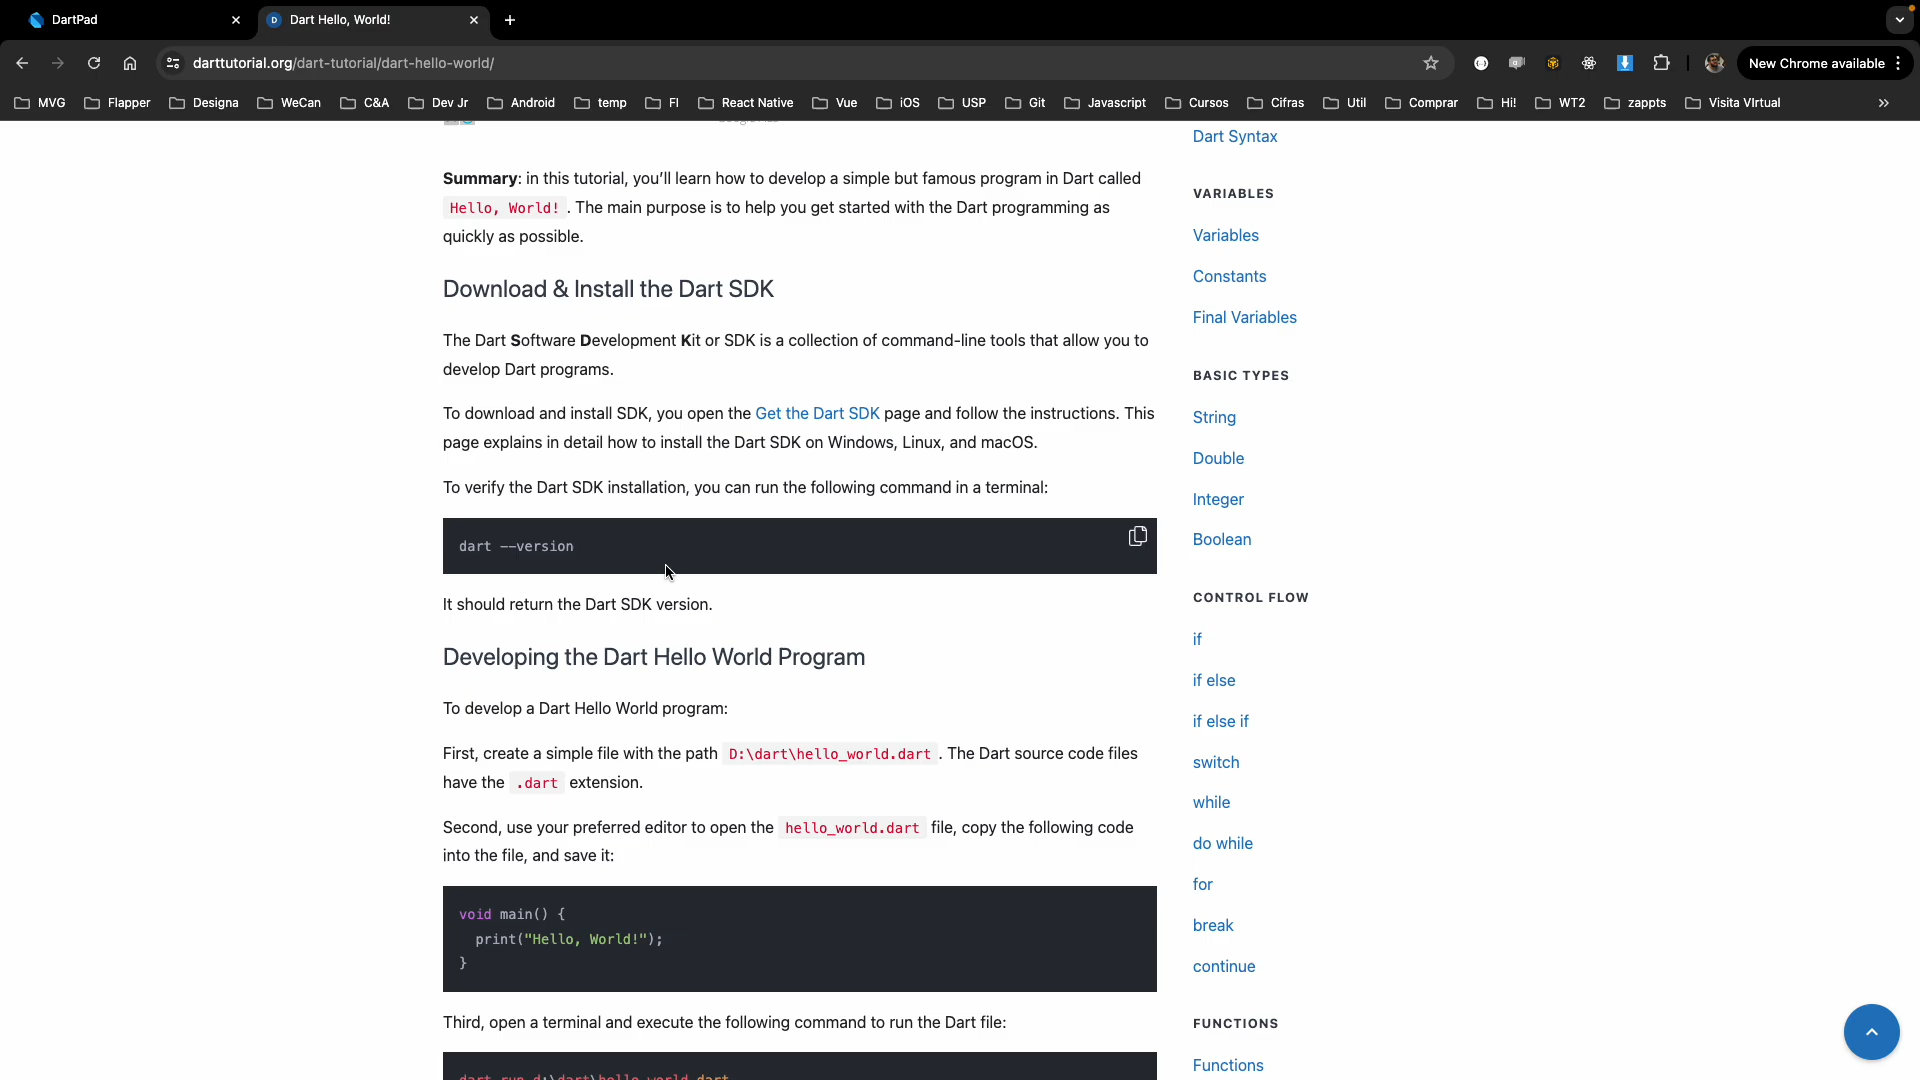 DartPad
Dart Hello, World!
darttutorial.org/dart-tutorial/dart-hello-world/
New Chrome available
MVG Flapper Designa WeCan C&A Dev Jr Android temp FI React Native Vue iOS USP Git Javascript Cursos Cifras Util Comprar Hi! WT2 zappts Visita VIrtual
Summary: in this tutorial, you’ll learn how to develop a simple but famous program in Dart called
Hello, World! . The main purpose is to help you get started with the Dart programming as
quickly as possible.
Download & Install the Dart SDK
The Dart Software Development Kit or SDK is a collection of command-line tools that allow you to
develop Dart programs.
To download and install SDK, you open the Get the Dart SDK page and follow the instructions. This
page explains in detail how to install the Dart SDK on Windows, Linux, and macOS.
To verify the Dart SDK installation, you can run the following command in a terminal:
dart --version
It should return the Dart SDK version.
Developing the Dart Hello World Program
To develop a Dart Hello World program:
First, create a simple file with the path D:\dart\hello_world.dart . The Dart source code files
have the .dart extension.
Second, use your preferred editor to open the hello_world.dart file, copy the following code
into the file, and save it:
void main() {
print("Hello, World!");
}
Third, open a terminal and execute the following command to run the Dart file:
dart run d:\dart\hello_world.dart
Dart Syntax
VARIABLES
Variables
Constants
Final Variables
BASIC TYPES
String
Double
Integer
Boolean
CONTROL FLOW
if
if else
if else if
switch
while
do while
for
break
continue
FUNCTIONS
Functions